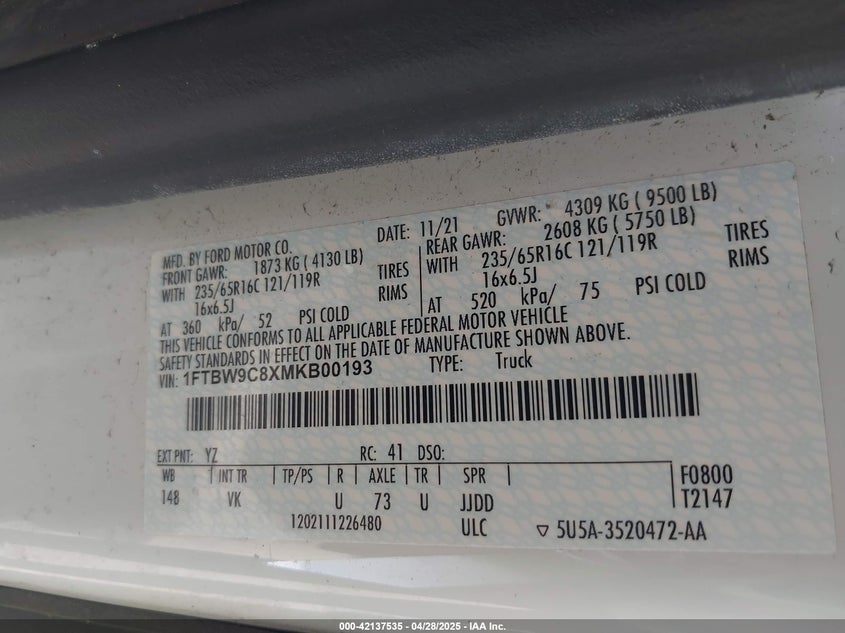 MFD. BY FORD MOTOR CO. DATE: 11/21 GVWR: 4309 KG ( 9500 LB)
FRONT GAWR: 1873 KG ( 4130 LB) REAR GAWR: 2608 KG ( 5750 LB)
WITH 235/65R16C 121/119R TIRES WITH 235/65R16C 121/119R TIRES
16x6.5J RIMS 16x6.5J RIMS
AT 360 kPa/ 52 PSI COLD AT 520 kPa/ 75 PSI COLD
THIS VEHICLE CONFORMS TO ALL APPLICABLE FEDERAL MOTOR VEHICLE
SAFETY STANDARDS IN EFFECT ON THE DATE OF MANUFACTURE SHOWN ABOVE.
VIN: 1FTBW9C8XMKB00193 TYPE: Truck
EXT PNT: YZ RC: 41 DSO:
WB INT TR TP/PS R AXLE TR SPR F0800
148 VK U 73 U JJDD T2147
1202111226480 ULC 5U5A-3520472-AA
000-42137535 - 04/28/2025 - IAA Inc.